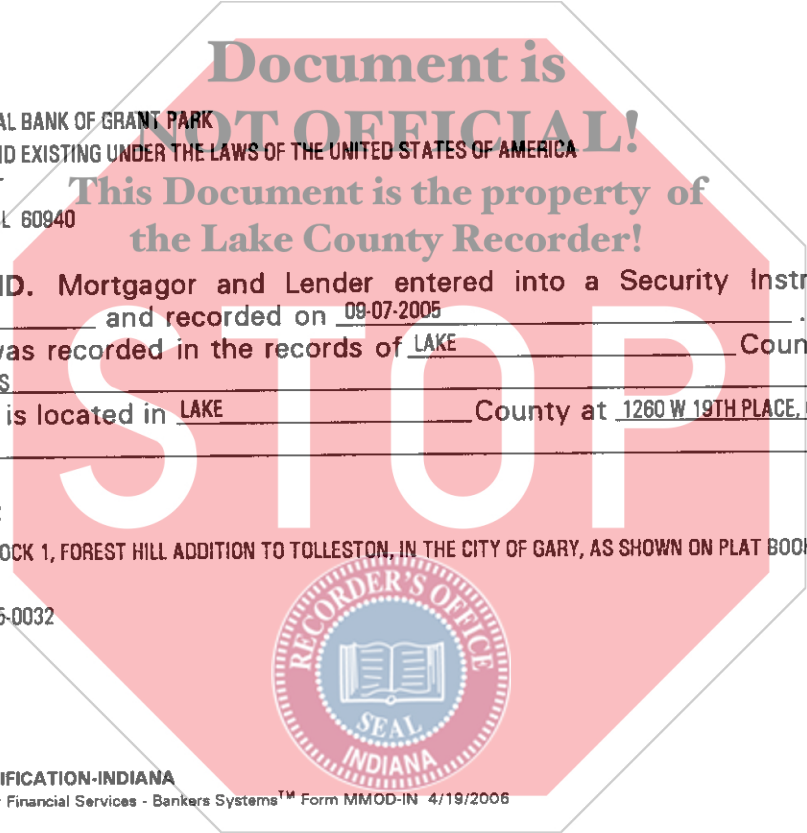 Document is
AL BANK OF GRANT PARK
NOT OFFICIAL!
ID EXISTING UNDER THE LAWS OF THE UNITED STATES OF AMERICA
This Document is the property of
L 60940
the Lake County Recorder!
ID. Mortgagor and Lender entered into a Security Instr
and recorded on 09-07-2005 .
was recorded in the records of LAKE Coun
S
is located in LAKE County at 1260 W 19TH PLACE,
STOP
OCK 1, FOREST HILL ADDITION TO TOLLESTON, IN THE CITY OF GARY, AS SHOWN ON PLAT BOOK
5-0032
RECORDER'S OFFICE
SEAL
INDIANA
IFICATION-INDIANA
Financial Services - Bankers Systems™ Form MMOD-IN 4/19/2006